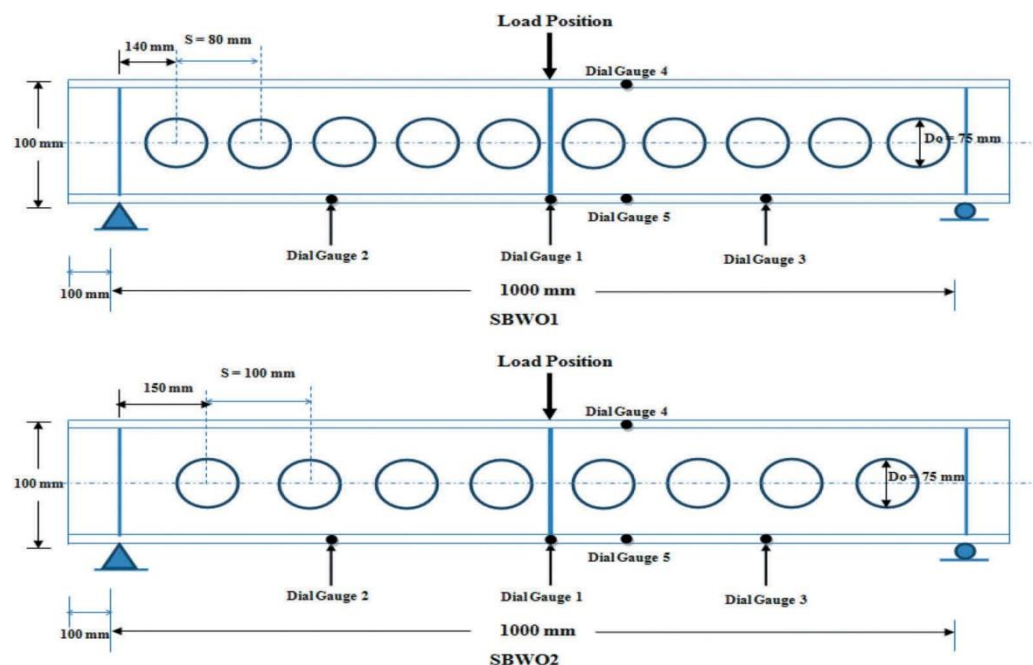 Load Position
S = 80 mm
140 mm
Dial Gauge 4
100 mm
Do = 75 mm
Dial Gauge 5
Dial Gauge 2
Dial Gauge 1
Dial Gauge 3
100 mm
1000 mm
SBWO1
Load Position
S = 100 mm
150 mm
Dial Gauge 4
100 mm
Do = 75 mm
Dial Gauge 5
Dial Gauge 2
Dial Gauge 1
Dial Gauge 3
100 mm
1000 mm
SBWO2